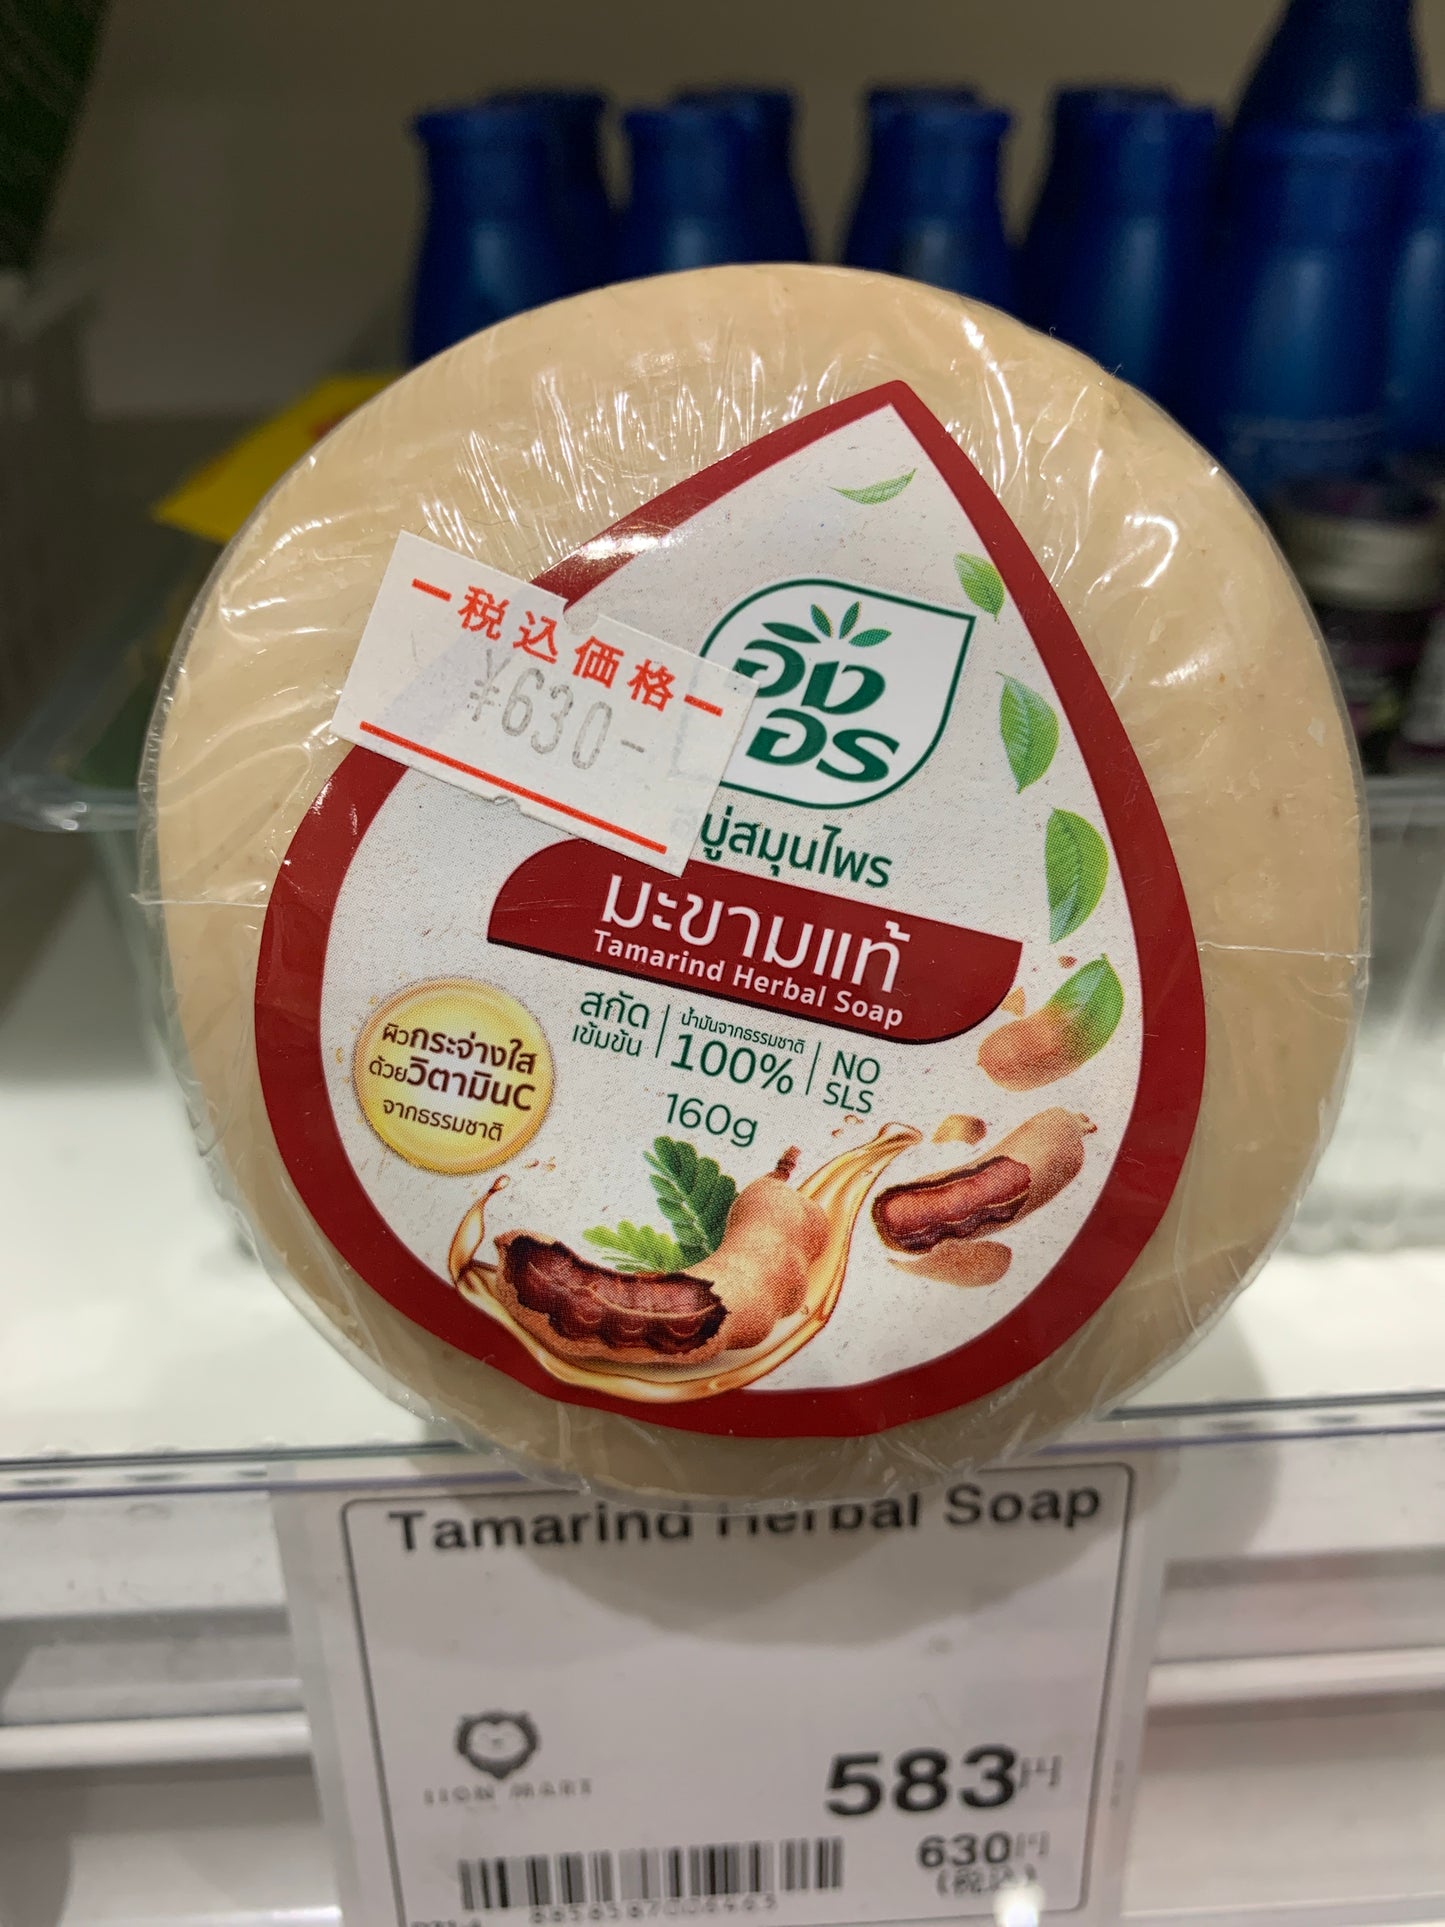 税込価格
¥630-
อิง
อร
บู่สมุนไพร
มะขามแท้
Tamarind Herbal Soap
สกัด
เข้มข้น
น้ำมันจากธรรมชาติ
100%
NO
SLS
160g
ผิวกระจ่างใส
ด้วยวิตามินC
จากธรรมชาติ
Tamarind Herbal Soap
LION MART
583円
630円
(税込)